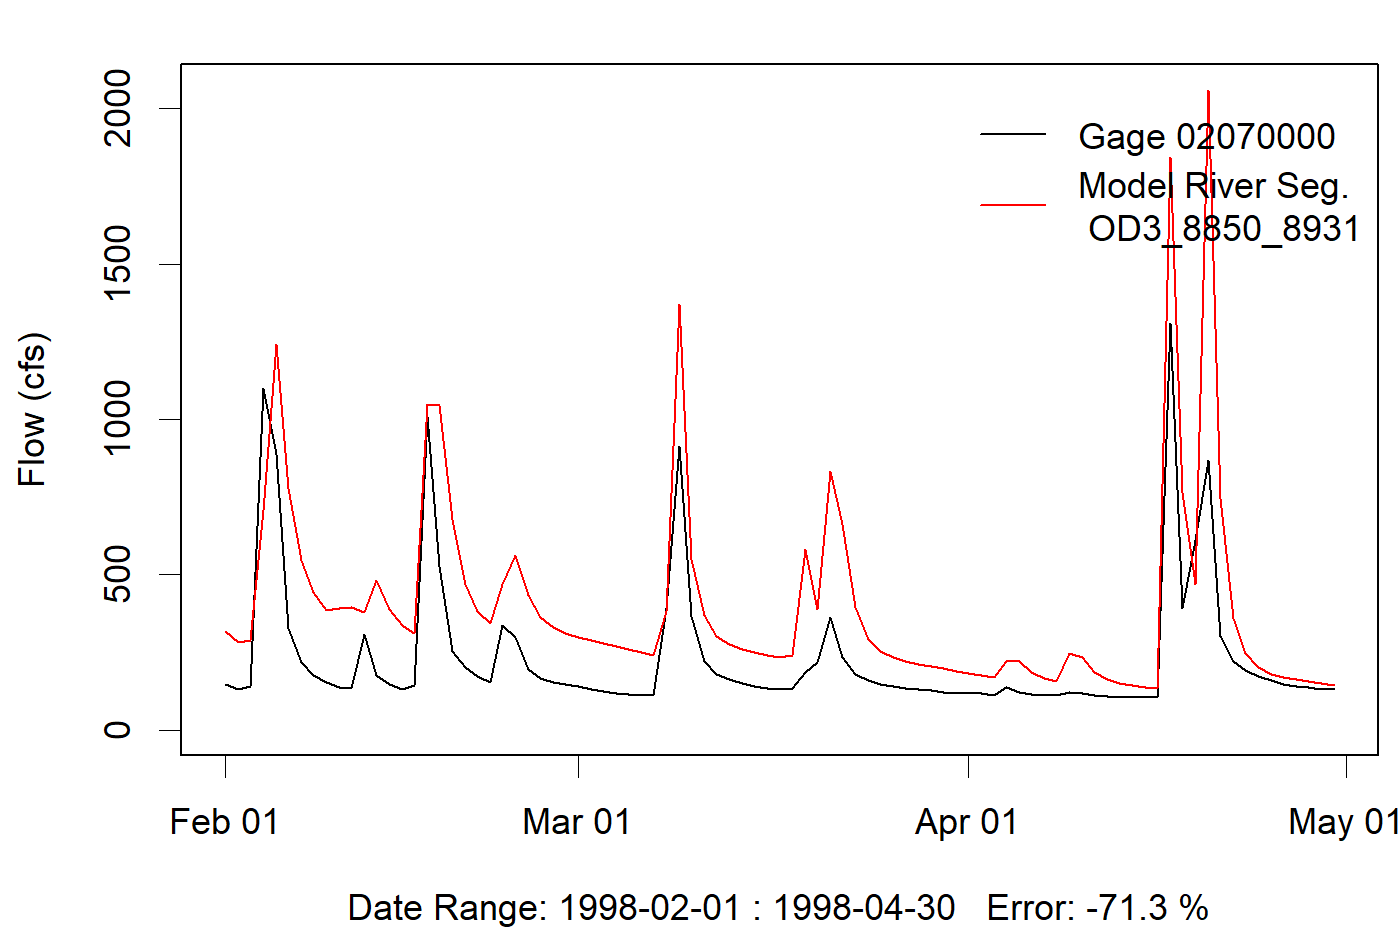 2000
1500
1000
500
0
Flow (cfs)
Gage 02070000
Model River Seg.
OD3_8850_8931
Feb 01
Mar 01
Apr 01
May 01
Date Range: 1998-02-01 : 1998-04-30 Error: -71.3 %